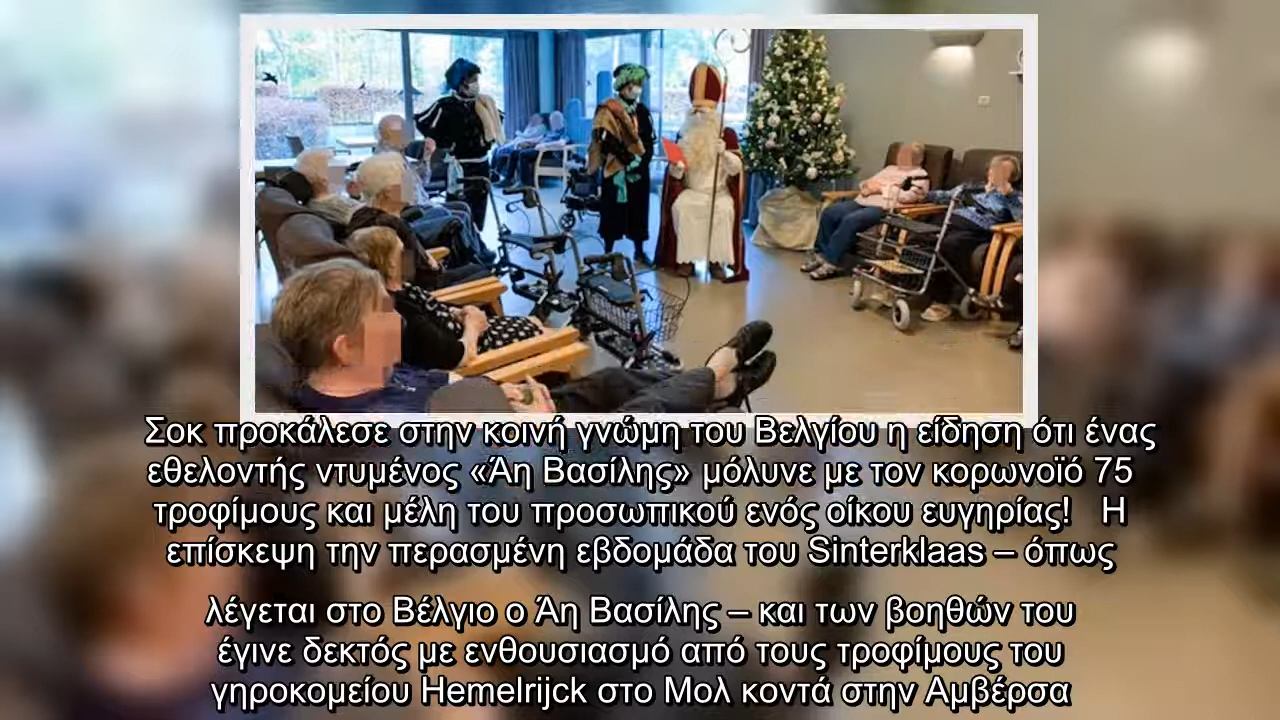 Σοκ προκάλεσε στην κοινή γνώμη του Βελγίου η είδηση ότι ένας
εθελοντής ντυμένος «Άη Βασίλης» μόλυνε με τον κορωνοϊό 75
τροφίμους και μέλη του προσωπικού ενός οίκου ευγηρίας!   Η
επίσκεψη την περασμένη εβδομάδα του Sinterklaas – όπως
λέγεται στο Βέλγιο ο Άη Βασίλης – και των βοηθών του
έγινε δεκτός με ενθουσιασμό από τους τροφίμους του
γηροκομείου Hemelrijck στο Μολ κοντά στην Αμβέρσα